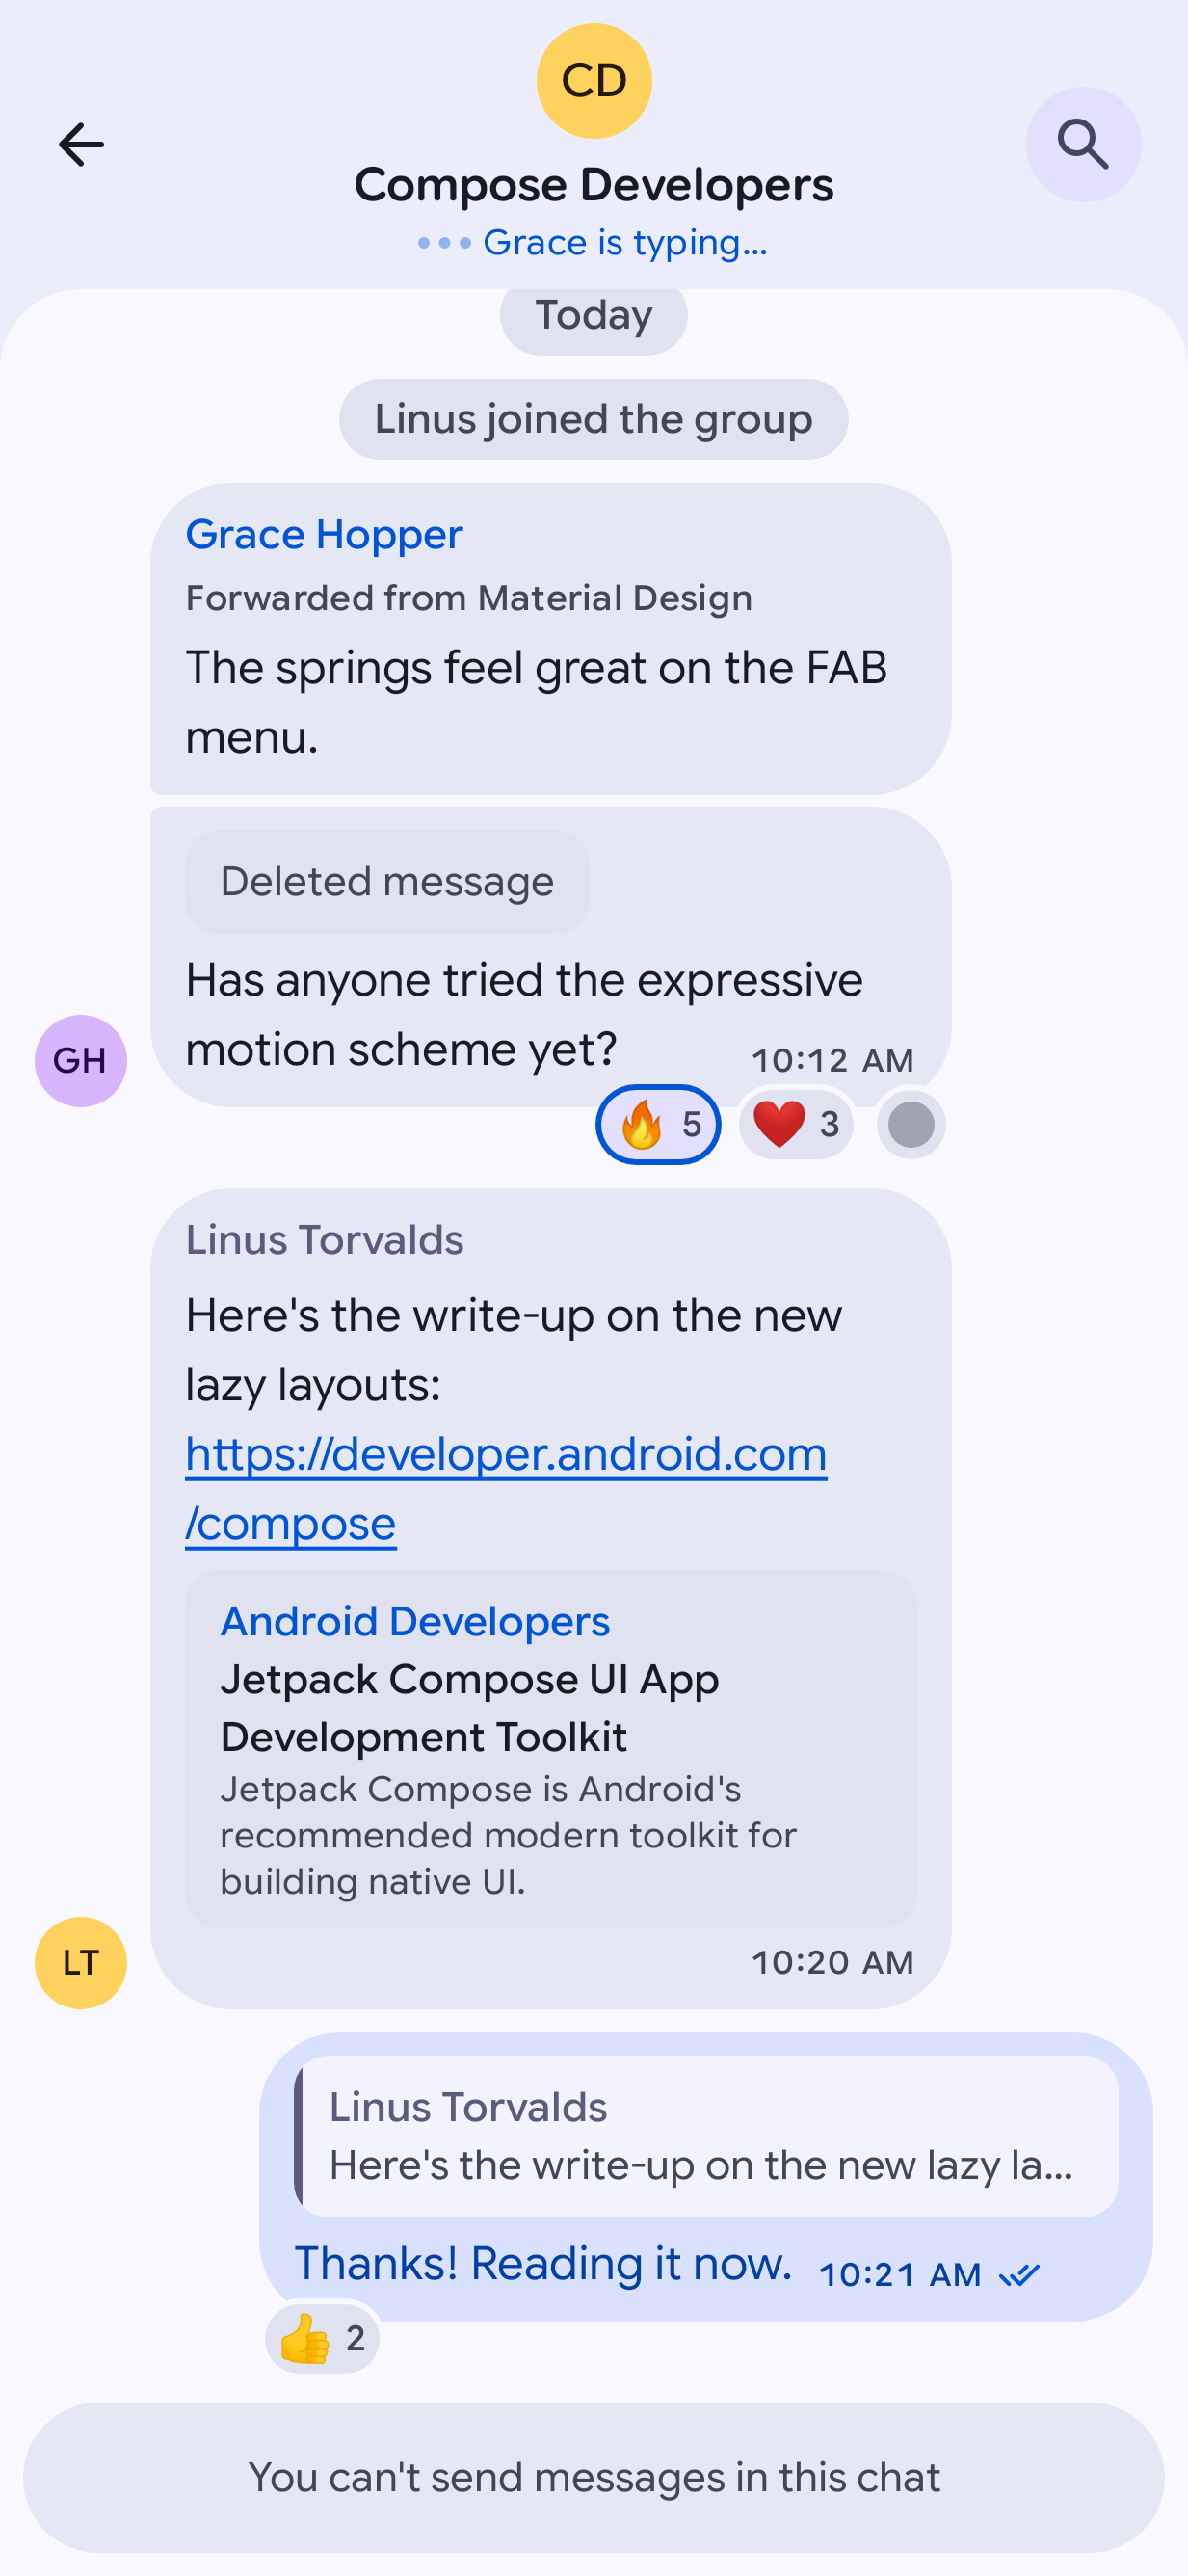 CD
Compose Developers
Grace is typing...
Today
Linus joined the group
Grace Hopper
Forwarded from Material Design
The springs feel great on the FAB
menu.
Deleted message
Has anyone tried the expressive
motion scheme yet?
10:12 AM
GH
5
3
Linus Torvalds
Here's the write-up on the new
lazy layouts:
https://developer.android.com
/compose
Android Developers
Jetpack Compose UI App
Development Toolkit
Jetpack Compose is Android's
recommended modern toolkit for
building native UI.
10:20 AM
LT
Linus Torvalds
Here's the write-up on the new lazy la...
Thanks! Reading it now.
10:21 AM
2
You can't send messages in this chat